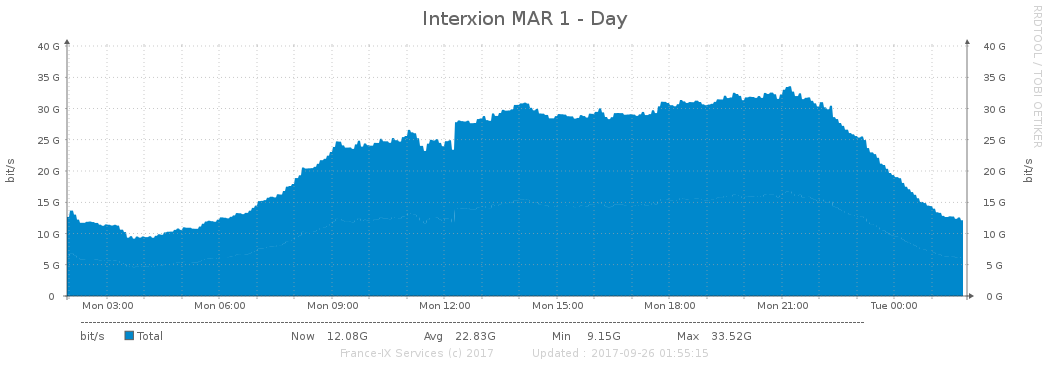 Interxion MAR 1 - Day
RRDTOOL / TOBI OETIKER
40 G 40 G
35 G 35 G
30 G 30 G
25 G 25 G
20 G 20 G
15 G 15 G
10 G 10 G
5 G 5 G
0 0 G
bit/s bit/s
Mon 03:00 Mon 06:00 Mon 09:00 Mon 12:00 Mon 15:00 Mon 18:00 Mon 21:00 Tue 00:00
bit/s Total Now 12.08G Avg 22.83G Min 9.15G Max 33.52G
France-IX Services (c) 2017 Updated : 2017-09-26 01:55:15